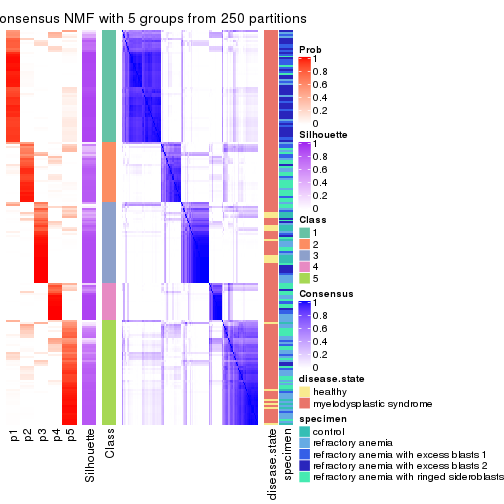 onsensus NMF with 5 groups from 250 partitions
Prob
1
0.8
0.6
0.4
0.2
0
Silhouette
1
0.8
0.6
0.4
0.2
0
Class
1
2
3
4
5
Consensus
1
0.8
0.6
0.4
0.2
0
disease.state
healthy
myelodysplastic syndrome
specimen
control
refractory anemia
refractory anemia with excess blasts 1
refractory anemia with excess blasts 2
refractory anemia with ringed sideroblasts
p1
p2
p3
p4
p5
Silhouette
Class
disease.state
specimen